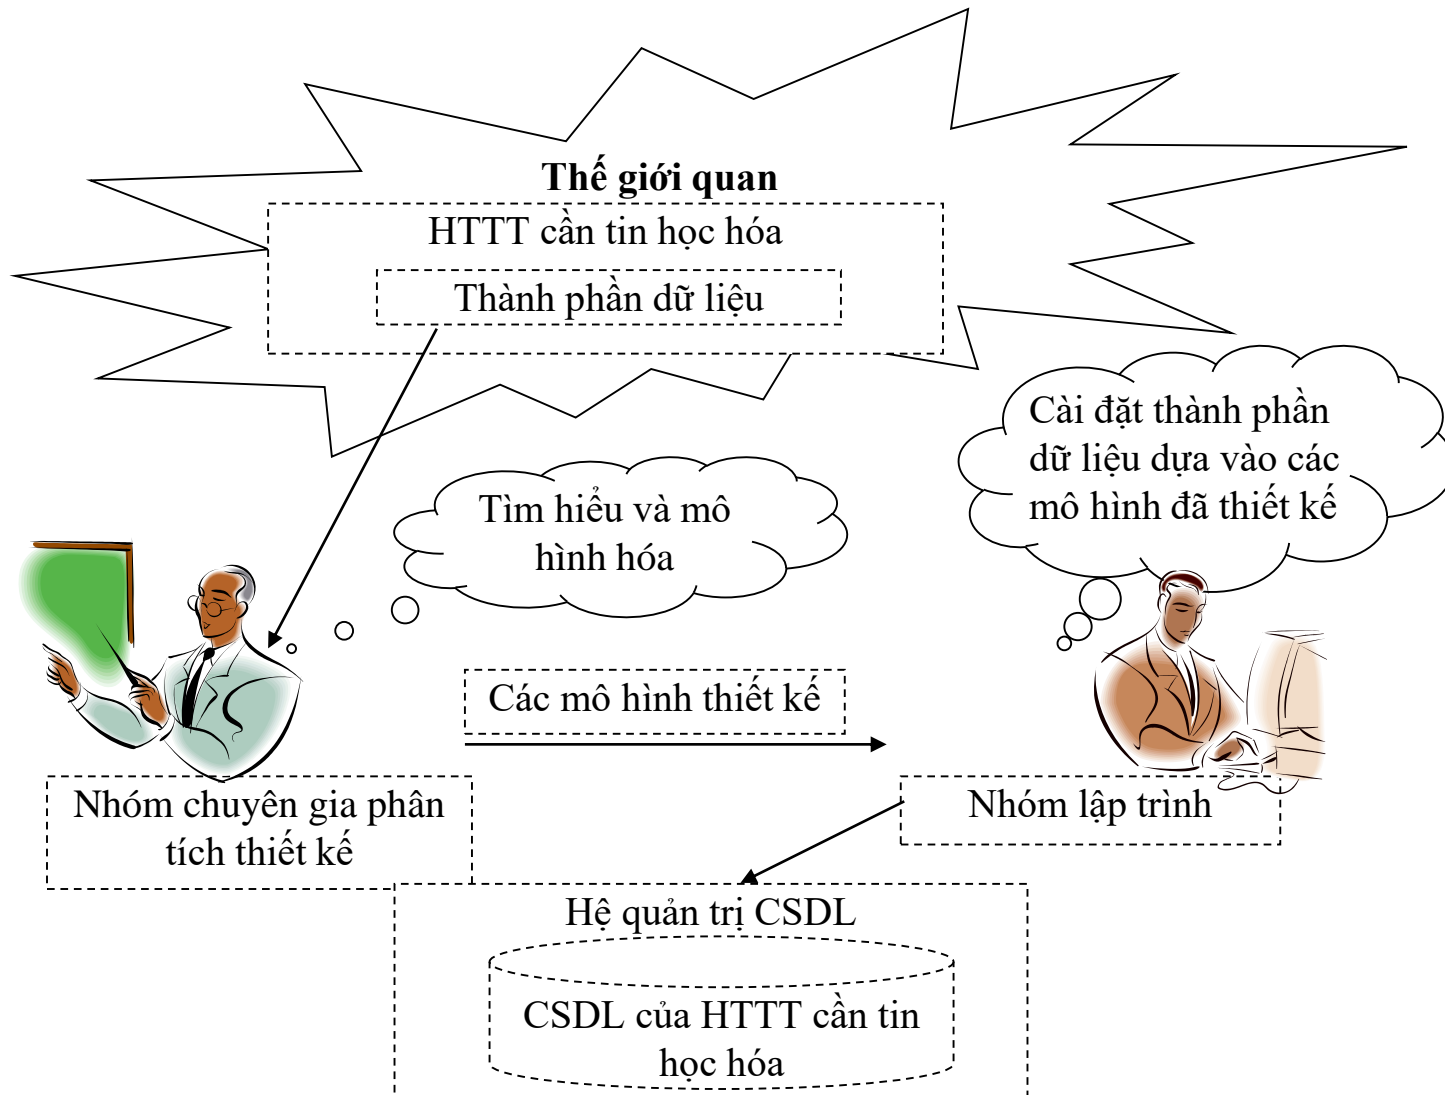 Thế giới quan
HTTT cần tin học hóa
Thành phần dữ liệu
Cài đặt thành phần
dữ liệu dựa vào các
mô hình đã thiết kế
Tìm hiểu và mô
hình hóa
Các mô hình thiết kế
Nhóm chuyên gia phân
tích thiết kế
Nhóm lập trình
Hệ quản trị CSDL
CSDL của HTTT cần tin
học hóa